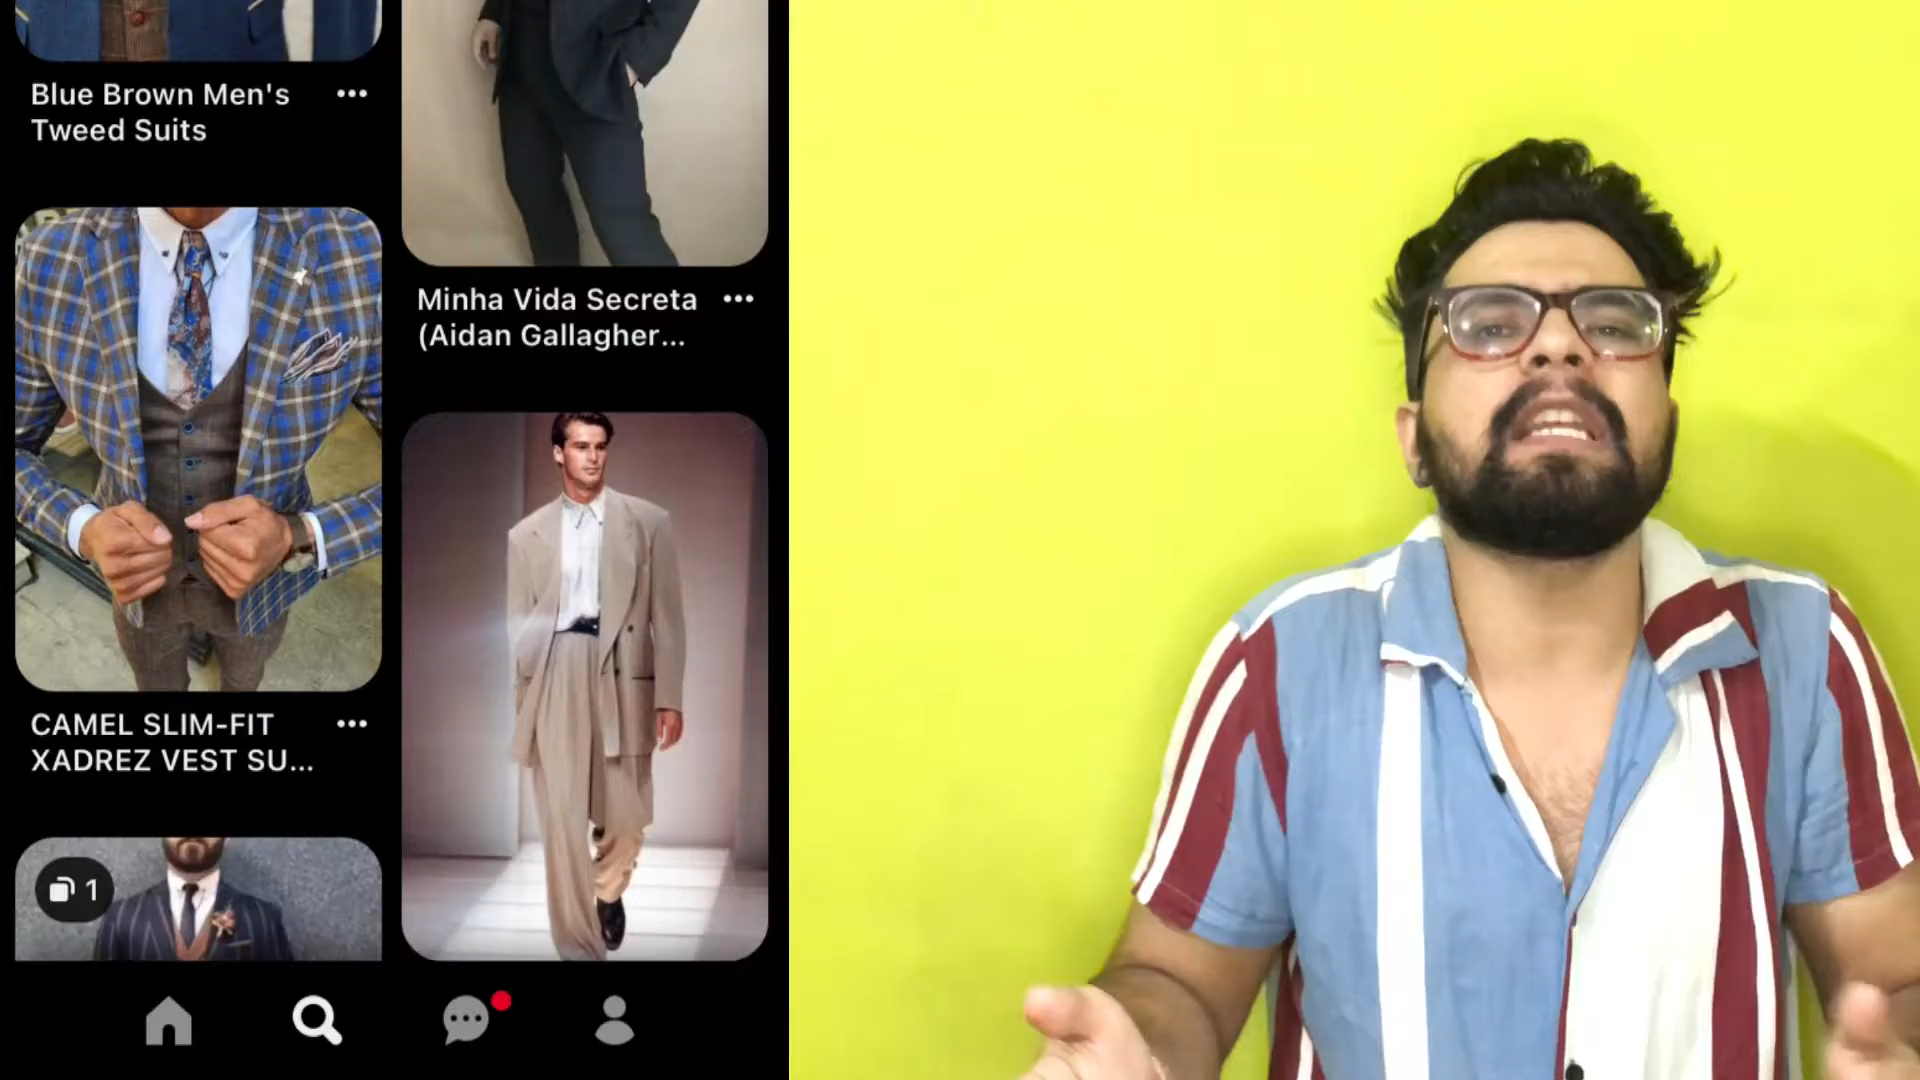 Blue Brown Men's
Tweed Suits
Minha Vida Secreta
(Aidan Gallagher...
CAMEL SLIM-FIT
XADREZ VEST SU...
1